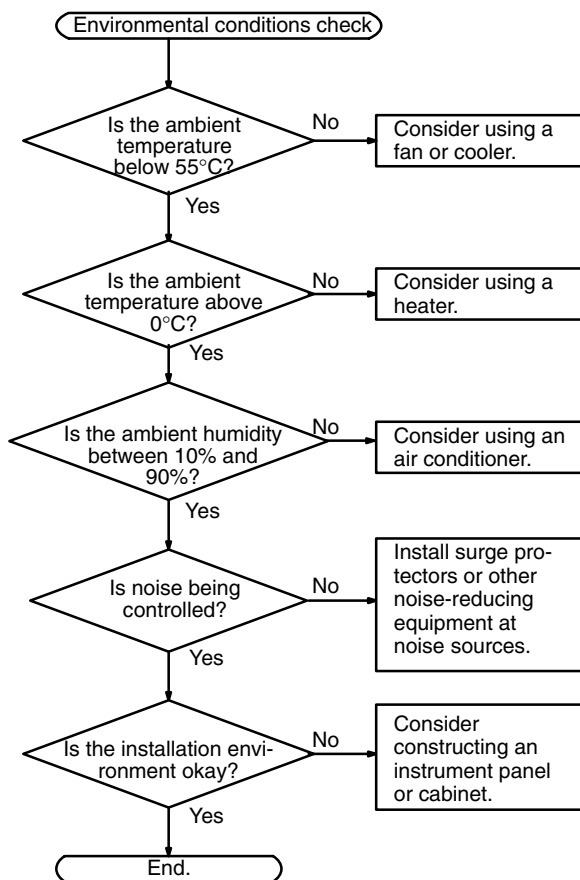 Environmental conditions check
Is the ambient
temperature
below 55°C?
No
Consider using a
fan or cooler.
Yes
Is the ambient
temperature above
0°C?
No
Consider using a
heater.
Yes
Is the ambient humidity
between 10% and
90%?
No
Consider using an
air conditioner.
Yes
Is noise being
controlled?
No
Install surge pro-
tectors or other
noise-reducing
equipment at
noise sources.
Yes
Is the installation envi-
ronment okay?
No
Consider
constructing an
instrument panel
or cabinet.
Yes
End.